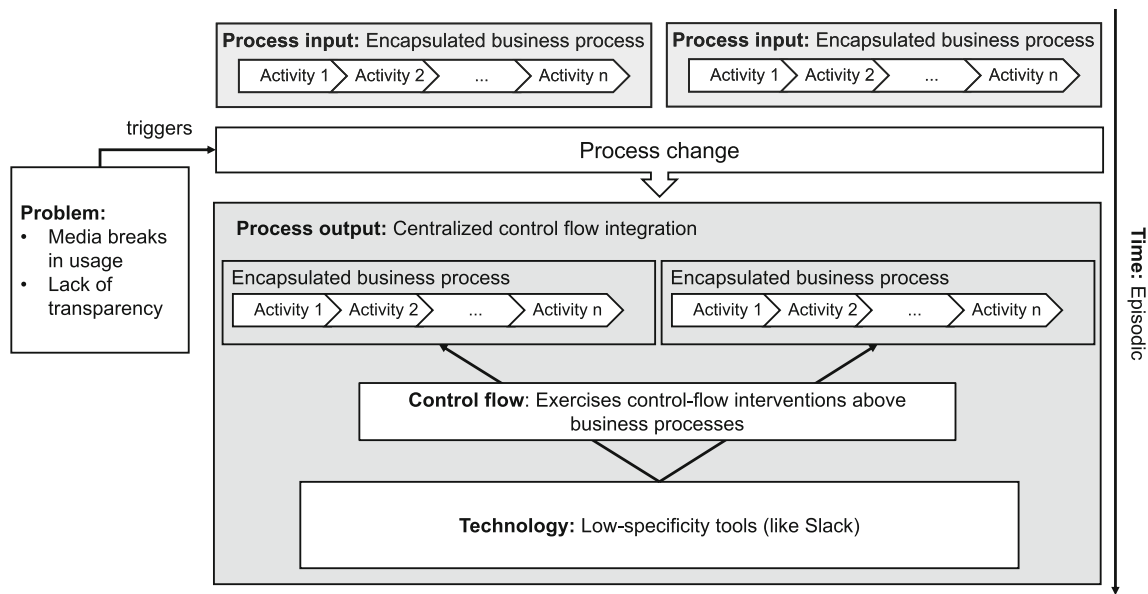 Process input: Encapsulated business process
Activity 1
Activity 2
...
Activity n
Process input: Encapsulated business process
Activity 1
Activity 2
...
Activity n
triggers
Process change
Problem:
• Media breaks
in usage
• Lack of
transparency
Process output: Centralized control flow integration
Encapsulated business process
Activity 1
Activity 2
...
Activity n
Encapsulated business process
Activity 1
Activity 2
...
Activity n
Control flow: Exercises control-flow interventions above
business processes
Technology: Low-specificity tools (like Slack)
Time: Episodic